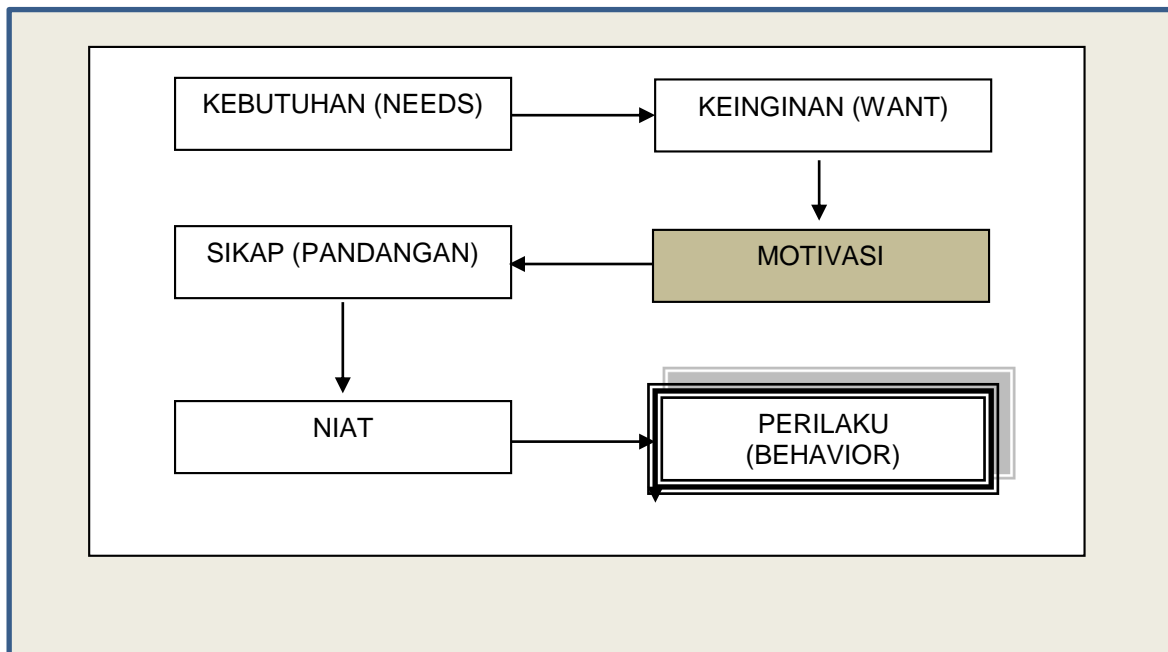 KEBUTUHAN (NEEDS)
KEINGINAN (WANT)
SIKAP (PANDANGAN)
MOTIVASI
NIAT
PERILAKU
(BEHAVIOR)